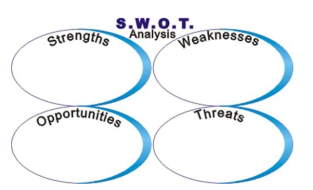 S.W.O.T.
Analysis
Strengths
Weaknesses
Opportunities
Threats